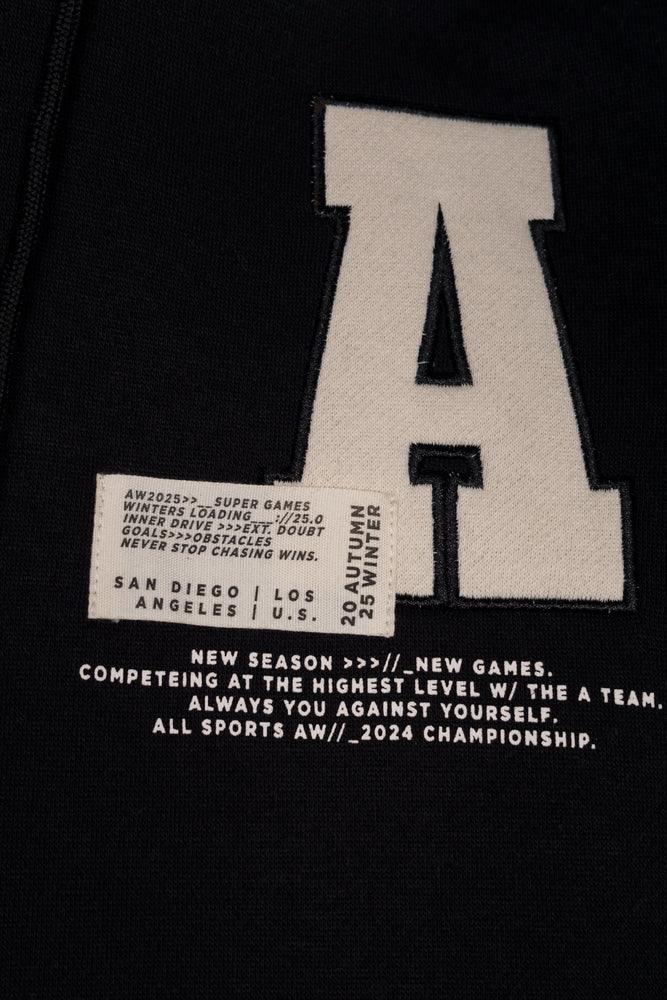 A
AW2025>>__SUPER GAMES
WINTERS LOADING___://25.0
INNER DRIVE >>>EXT. DOUBT
GOALS>>>OBSTACLES
NEVER STOP CHASING WINS.
SAN DIEGO | LOS
ANGELES | U.S.
20 AUTUMN
25 WINTER
NEW SEASON >>>//_NEW GAMES.
COMPETEING AT THE HIGHEST LEVEL W/ THE A TEAM.
ALWAYS YOU AGAINST YOURSELF.
ALL SPORTS AW//_2024 CHAMPIONSHIP.